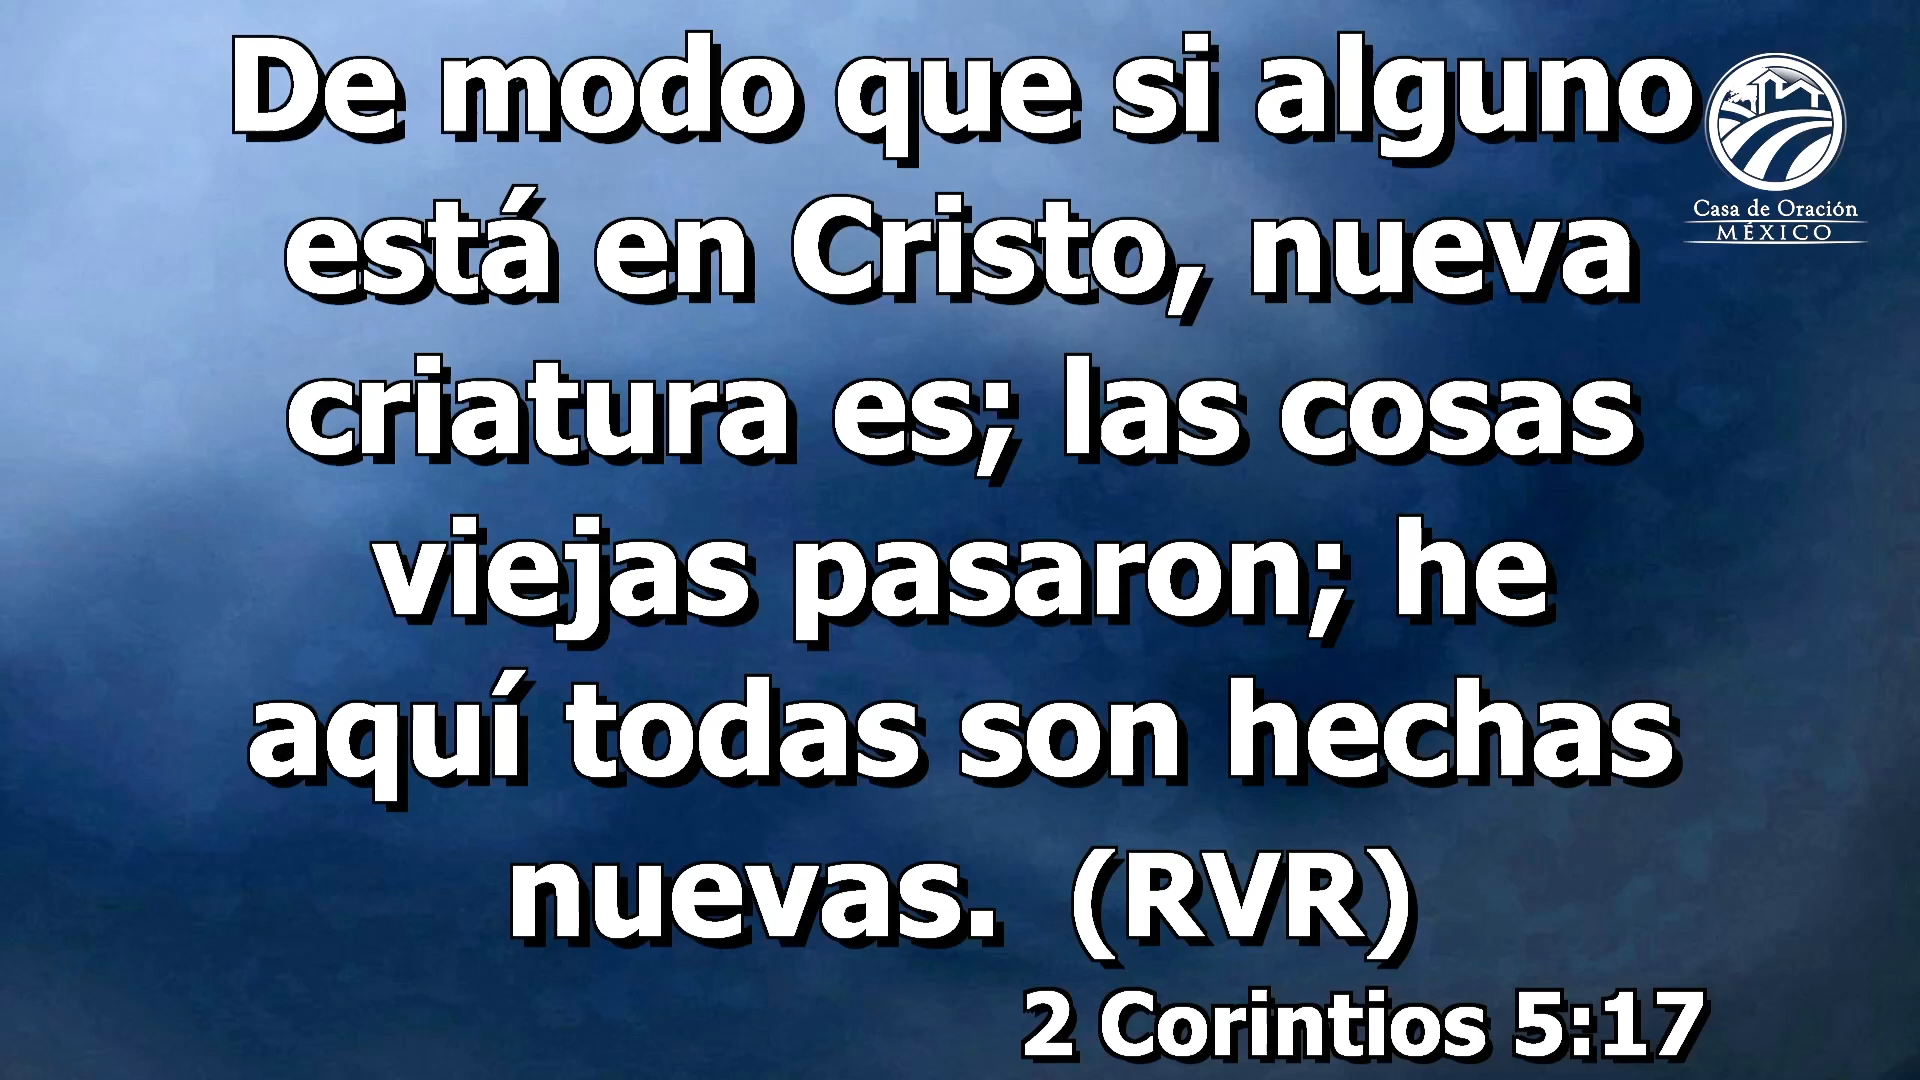 De modo que si alguno
está en Cristo, nueva
criatura es; las cosas
viejas pasaron; he
aquí todas son hechas
nuevas.  (RVR)
2 Corintios 5:17
Casa de Oración
MÉXICO